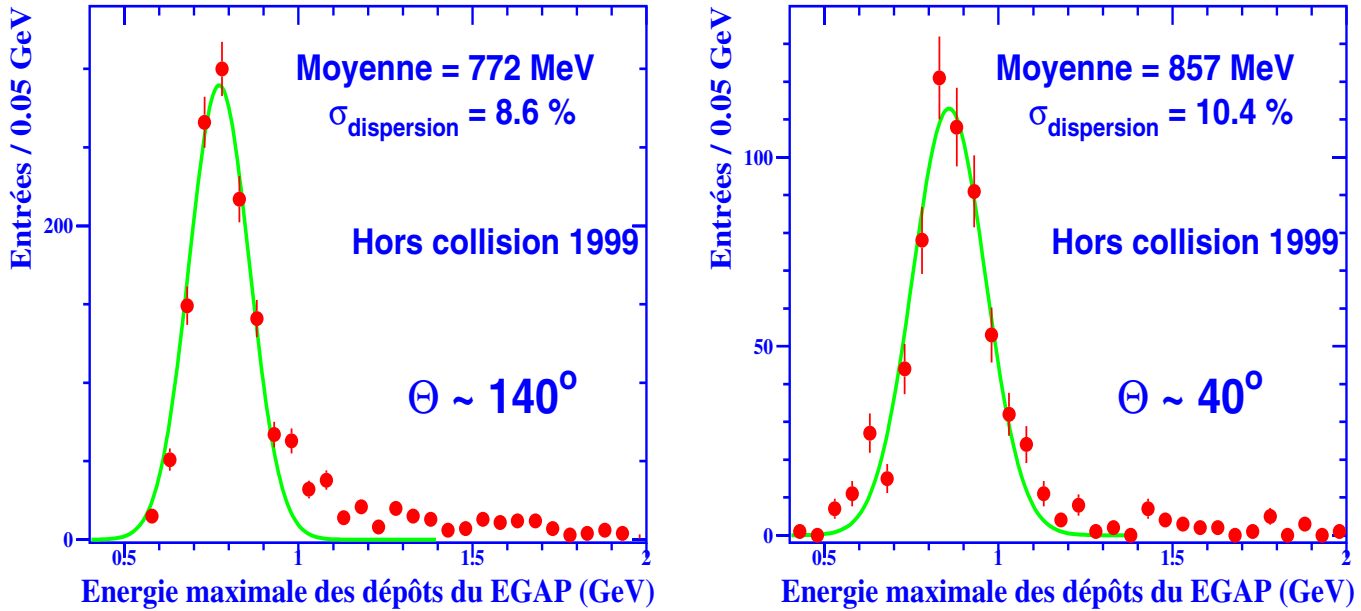 Entrées / 0.05 GeV
Moyenne = 772 MeV
σdispersion = 8.6 %
Hors collision 1999
Θ ~ 140o
200
0
0.5
1
1.5
2
Energie maximale des dépôts du EGAP (GeV)
Entrées / 0.05 GeV
Moyenne = 857 MeV
σdispersion = 10.4 %
Hors collision 1999
Θ ~ 40o
100
50
0
0.5
1
1.5
2
Energie maximale des dépôts du EGAP (GeV)